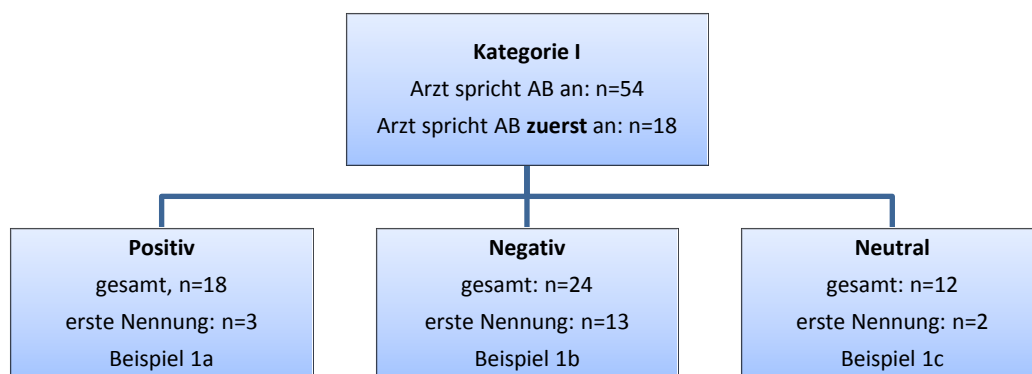 Kategorie I
Arzt spricht AB an: n=54
Arzt spricht AB zuerst an: n=18
Positiv
gesamt, n=18
erste Nennung: n=3
Beispiel 1a
Negativ
gesamt: n=24
erste Nennung: n=13
Beispiel 1b
Neutral
gesamt: n=12
erste Nennung: n=2
Beispiel 1c